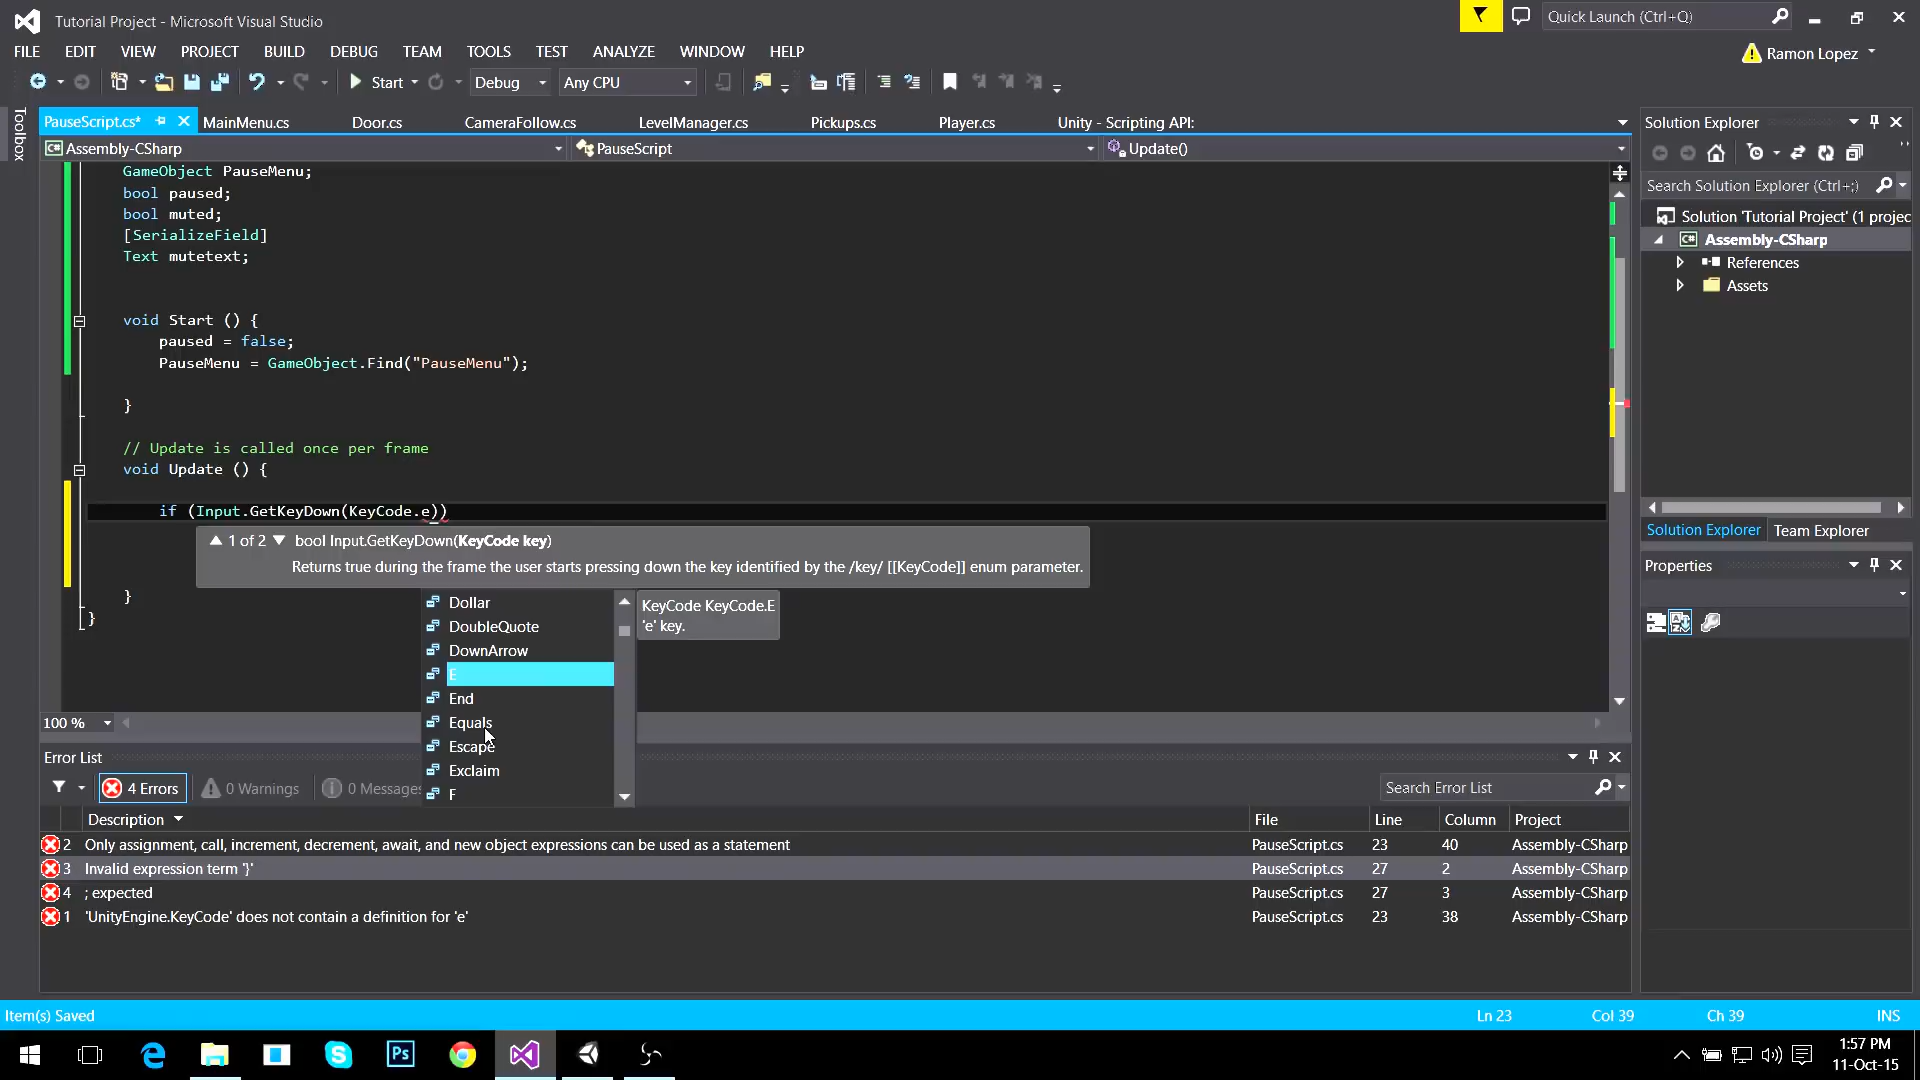 Tutorial Project - Microsoft Visual Studio
Quick Launch (Ctrl+Q)
FILE EDIT VIEW PROJECT BUILD DEBUG TEAM TOOLS TEST ANALYZE WINDOW HELP
Ramon Lopez
Start Debug Any CPU
Toolbox
PauseScript.cs* MainMenu.cs Door.cs CameraFollow.cs LevelManager.cs Pickups.cs Player.cs Unity - Scripting API:
Assembly-CSharp PauseScript Update()
GameObject PauseMenu;
bool paused;
bool muted;
[SerializeField]
Text mutetext;
void Start () {
paused = false;
PauseMenu = GameObject.Find("PauseMenu");
}
// Update is called once per frame
void Update () {
if (Input.GetKeyDown(KeyCode.e))
1 of 2 bool Input.GetKeyDown(KeyCode key)
Returns true during the frame the user starts pressing down the key identified by the /key/ [[KeyCode]] enum parameter.
}
}
Dollar
DoubleQuote
DownArrow
E
End
Equals
Escape
Exclaim
F
KeyCode KeyCode.E
'e' key.
100 %
Solution Explorer
Search Solution Explorer (Ctrl+;)
Solution 'Tutorial Project' (1 projec
Assembly-CSharp
References
Assets
Solution Explorer Team Explorer
Properties
Error List
4 Errors 0 Warnings 0 Messages
Search Error List
Description File Line Column Project
2 Only assignment, call, increment, decrement, await, and new object expressions can be used as a statement PauseScript.cs 23 40 Assembly-CSharp
3 Invalid expression term '}' PauseScript.cs 27 2 Assembly-CSharp
4 ; expected PauseScript.cs 27 3 Assembly-CSharp
1 'UnityEngine.KeyCode' does not contain a definition for 'e' PauseScript.cs 23 38 Assembly-CSharp
Item(s) Saved Ln 23 Col 39 Ch 39 INS
Ps
1:57 PM
11-Oct-15